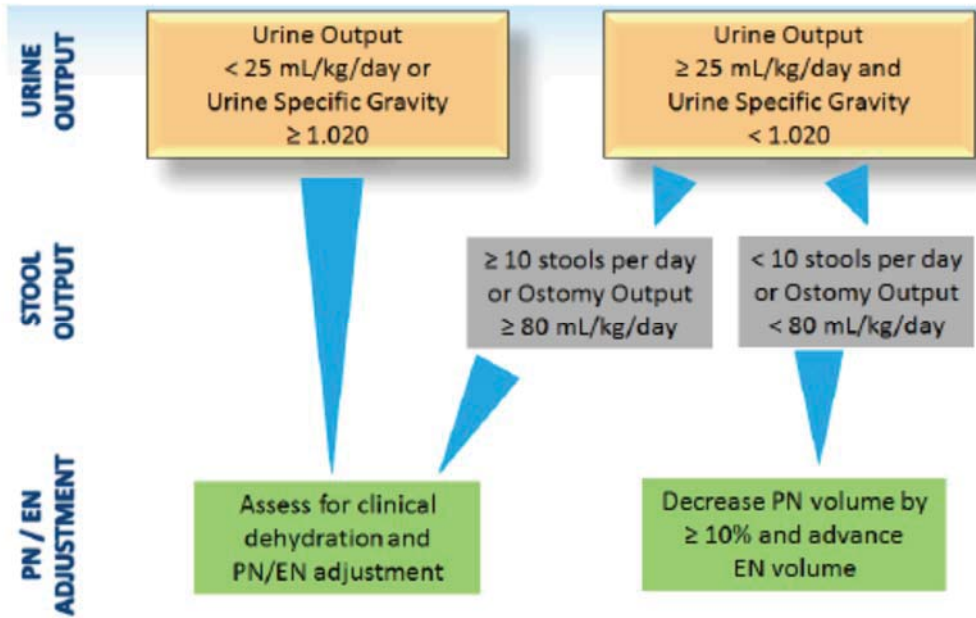 URINE
OUTPUT
Urine Output
< 25 mL/kg/day or
Urine Specific Gravity
≥ 1.020
Urine Output
≥ 25 mL/kg/day and
Urine Specific Gravity
< 1.020
STOOL
OUTPUT
≥ 10 stools per day
or Ostomy Output
≥ 80 mL/kg/day
< 10 stools per day
or Ostomy Output
< 80 mL/kg/day
PN / EN
ADJUSTMENT
Assess for clinical
dehydration and
PN/EN adjustment
Decrease PN volume by
≥ 10% and advance
EN volume